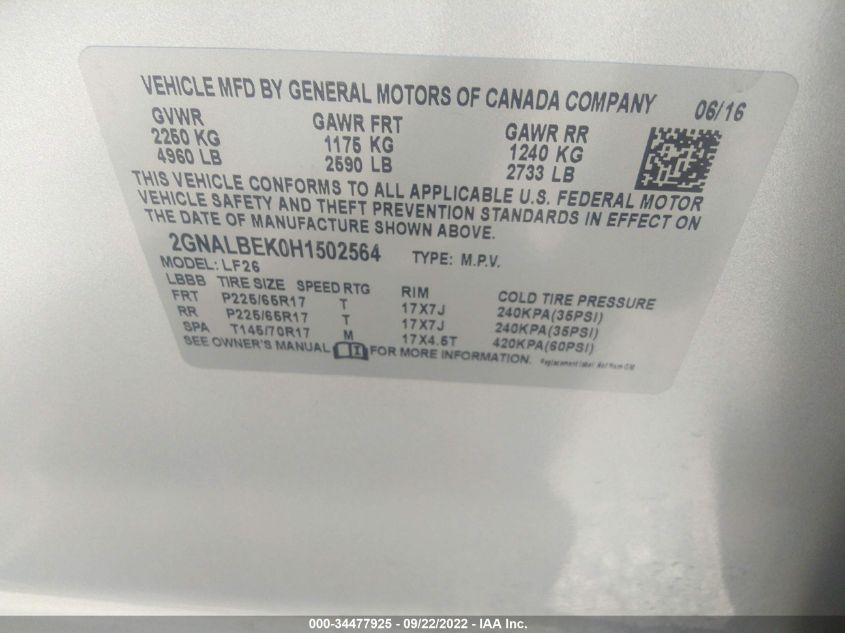 VEHICLE MFD BY GENERAL MOTORS OF CANADA COMPANY 06/16
GVWR GAWR FRT GAWR RR
2250 KG 1175 KG 1240 KG
4960 LB 2590 LB 2733 LB
THIS VEHICLE CONFORMS TO ALL APPLICABLE U.S. FEDERAL MOTOR
VEHICLE SAFETY AND THEFT PREVENTION STANDARDS IN EFFECT ON
THE DATE OF MANUFACTURE SHOWN ABOVE.
2GNALBEK0H1502564 TYPE: M.P.V.
MODEL: LF26
LBBB TIRE SIZE SPEED RTG RIM COLD TIRE PRESSURE
FRT P225/65R17 T 17X7J 240KPA(35PSI)
RR P225/65R17 T 17X7J 240KPA(35PSI)
SPA T145/70R17 M 17X4.5T 420KPA(60PSI)
SEE OWNER'S MANUAL FOR MORE INFORMATION. Replacement label. Not from GM
000-34477925 - 09/22/2022 - IAA Inc.